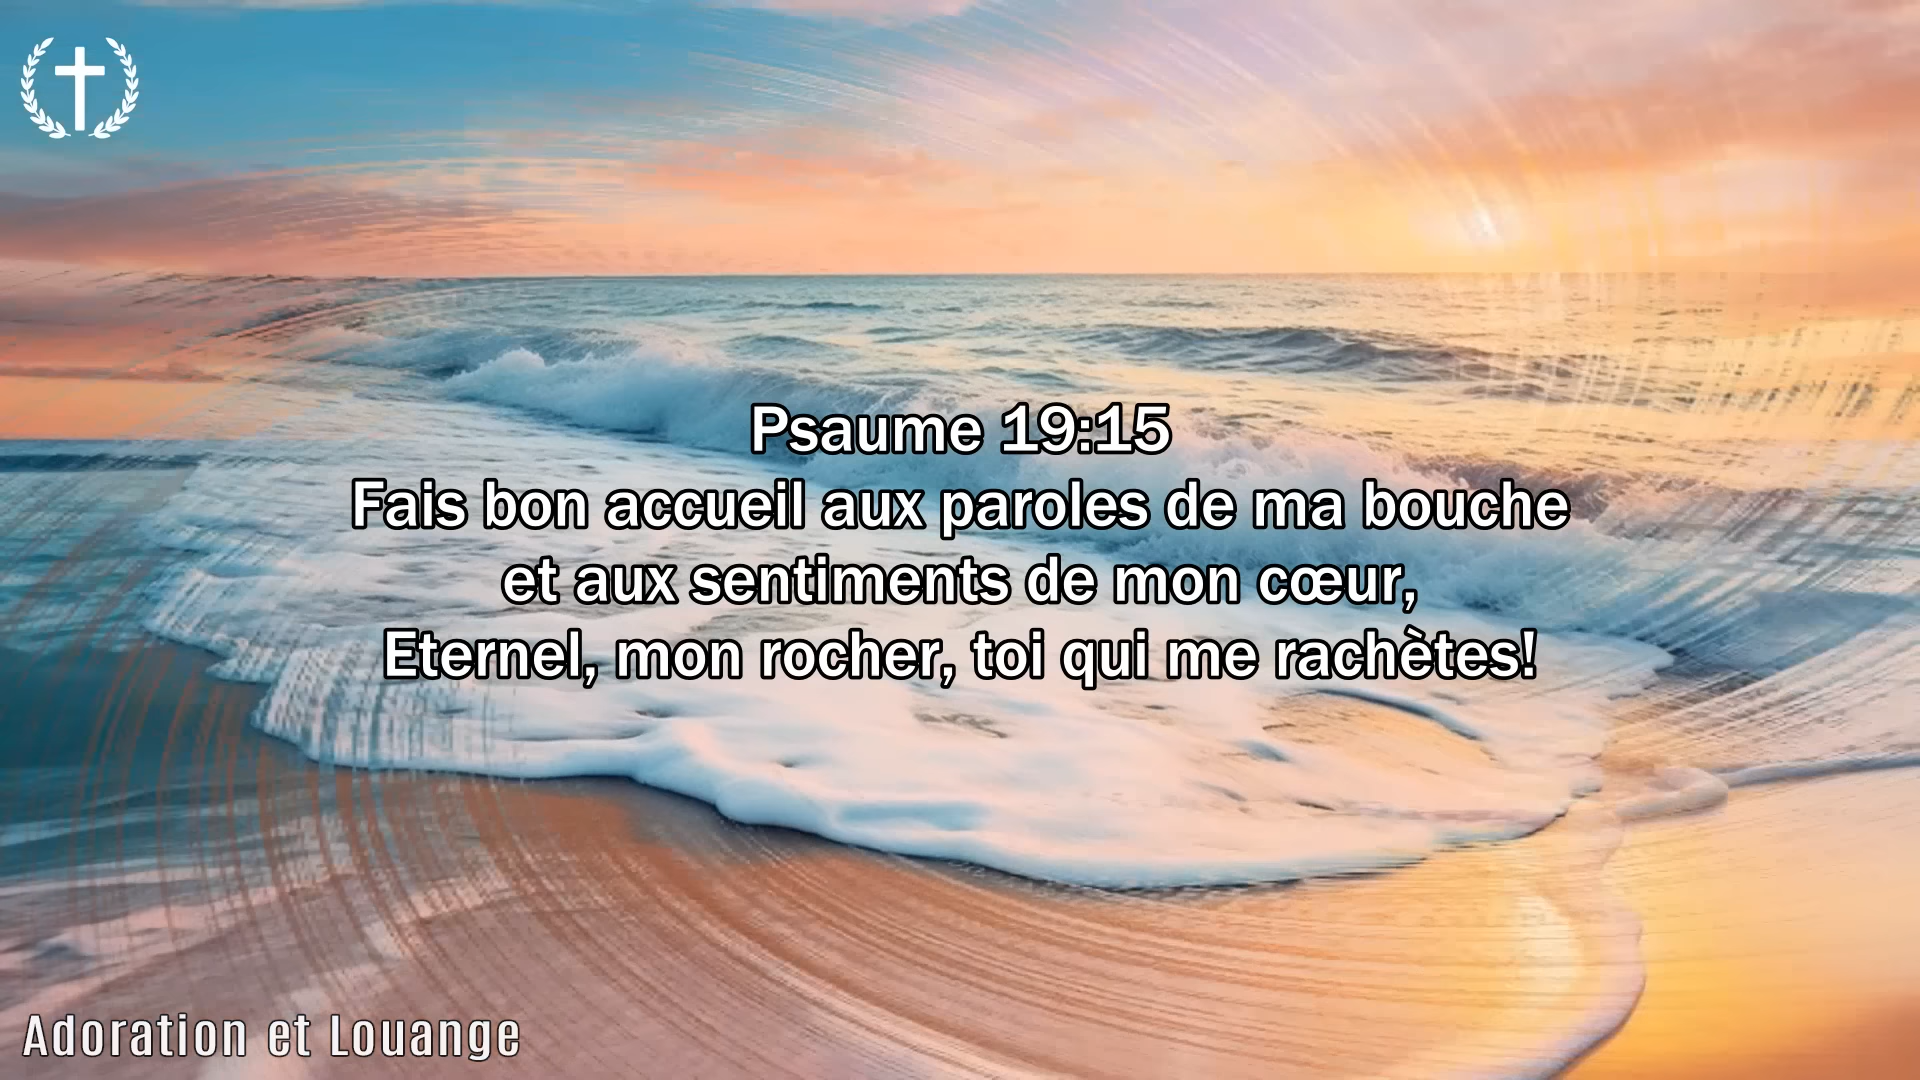 Psaume 19:15
Fais bon accueil aux paroles de ma bouche
et aux sentiments de mon cœur,
Eternel, mon rocher, toi qui me rachètes!
Adoration et Louange